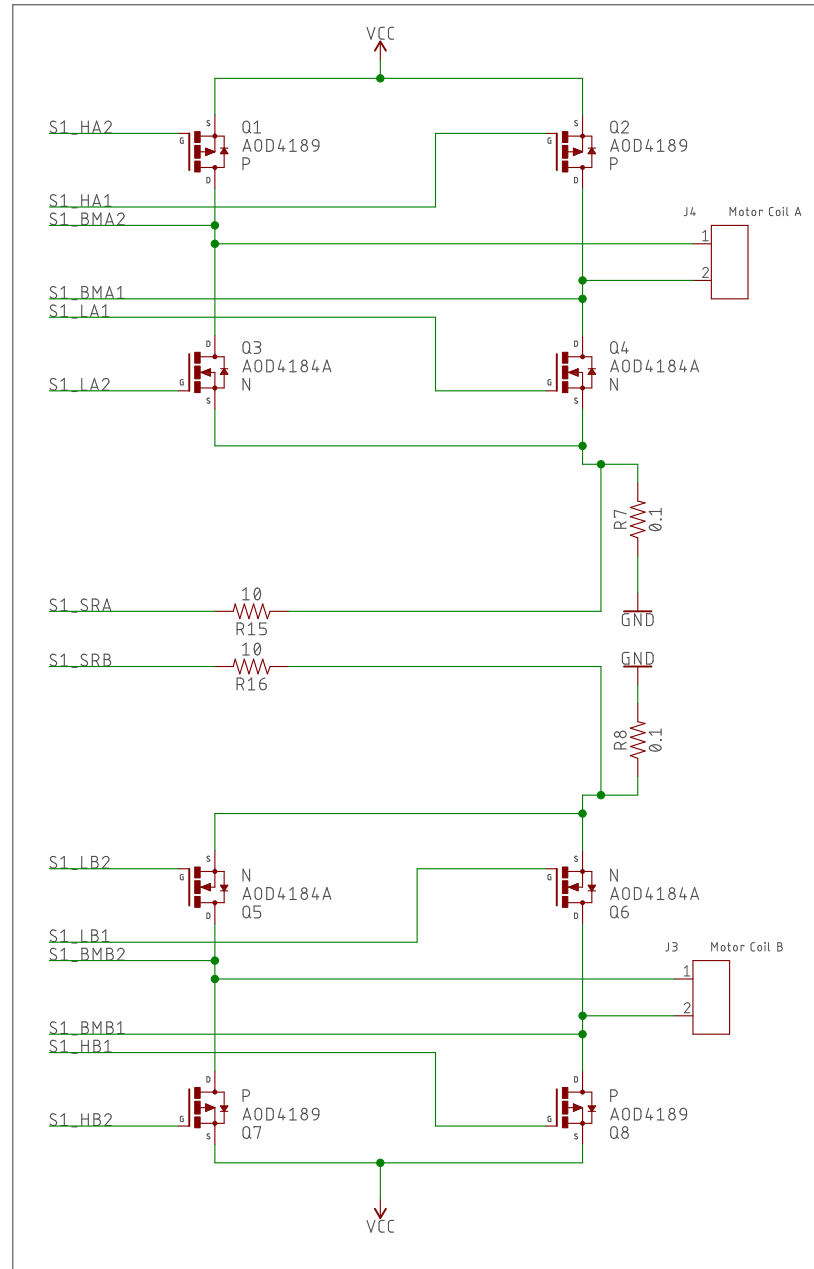 VCC
S
S
S1_HA2
G
Q1
AOD4189
P
D
G
Q2
AOD4189
P
D
S1_HA1
S1_BMA2
J4
Motor Coil A
1
2
S1_BMA1
S1_LA1
D
Q3
AOD4184A
N
G
S
D
Q4
AOD4184A
N
G
S
S1_LA2
R7
0.1
GND
S1_SRA
10
R15
S1_SRB
10
R16
GND
R8
0.1
S1_LB2
S
G
N
AOD4184A
Q5
D
S
G
N
AOD4184A
Q6
D
S1_LB1
S1_BMB2
J3
Motor Coil B
1
2
S1_BMB1
S1_HB1
D
P
AOD4189
Q7
G
S
D
P
AOD4189
Q8
G
S
S1_HB2
VCC